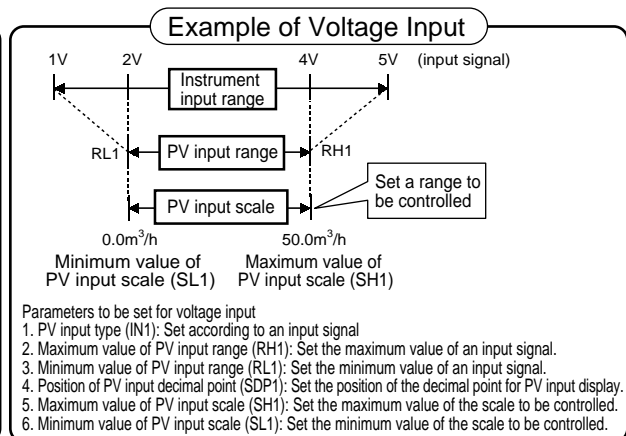 Example of Voltage Input
1V 2V 4V 5V (input signal)
Instrument
input range
RL1 PV input range RH1
PV input scale
Set a range to
be controlled
0.0m³/h 50.0m³/h
Minimum value of Maximum value of
PV input scale (SL1) PV input scale (SH1)
Parameters to be set for voltage input
1. PV input type (IN1): Set according to an input signal
2. Maximum value of PV input range (RH1): Set the maximum value of an input signal.
3. Minimum value of PV input range (RL1): Set the minimum value of an input signal.
4. Position of PV input decimal point (SDP1): Set the position of the decimal point for PV input display.
5. Maximum value of PV input scale (SH1): Set the maximum value of the scale to be controlled.
6. Minimum value of PV input scale (SL1): Set the minimum value of the scale to be controlled.